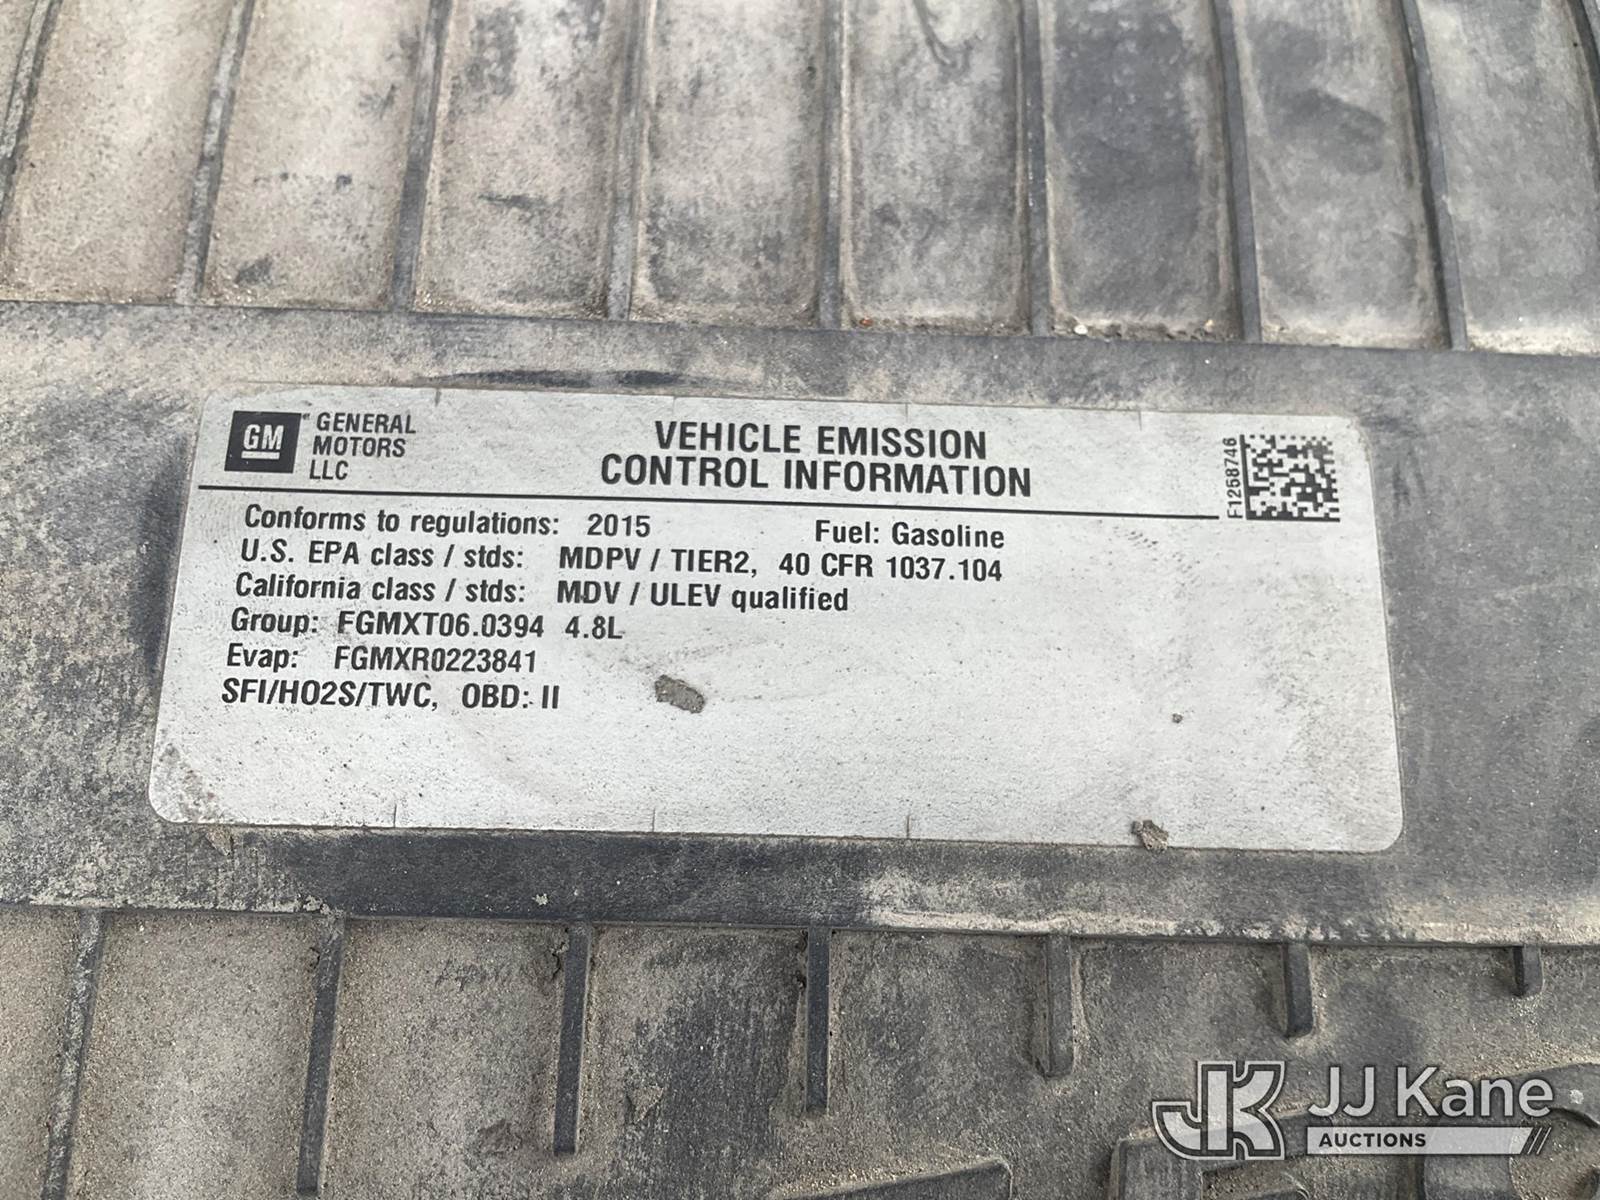 GM
GENERAL
MOTORS
LLC
VEHICLE EMISSION
CONTROL INFORMATION
F1258746
Conforms to regulations: 2015 Fuel: Gasoline
U.S. EPA class / stds: MDPV / TIER2, 40 CFR 1037.104
California class / stds: MDV / ULEV qualified
Group: FGMXT06.0394 4.8L
Evap: FGMXR0223841
SFI/HO2S/TWC, OBD: II
JK JJ Kane
AUCTIONS